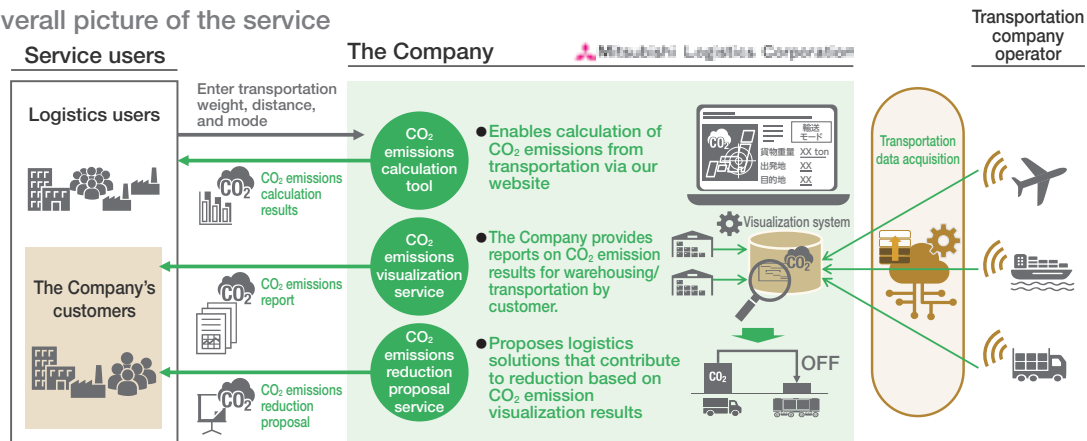 verall picture of the service
Service users
The Company
Mitsubishi Logistics Corporation
Transportation
company
operator
Logistics users
Enter transportation
weight, distance,
and mode
CO₂
emissions
calculation
tool
● Enables calculation of
CO₂ emissions from
transportation via our
website
CO₂
輸送
モード
貨物重量 XX ton
出発地 XX
目的地 XX
Transportation
data acquisition
CO₂
CO₂ emissions
calculation
results
Visualization system
CO₂
The Company's
customers
CO₂
CO₂ emissions
report
CO₂
emissions
visualization
service
● The Company provides
reports on CO₂ emission
results for warehousing/
transportation by
customer.
CO₂
CO₂ emissions
reduction
proposal
CO₂
emissions
reduction
proposal
service
● Proposes logistics
solutions that contribute
to reduction based on
CO₂ emission
visualization results
CO₂
OFF